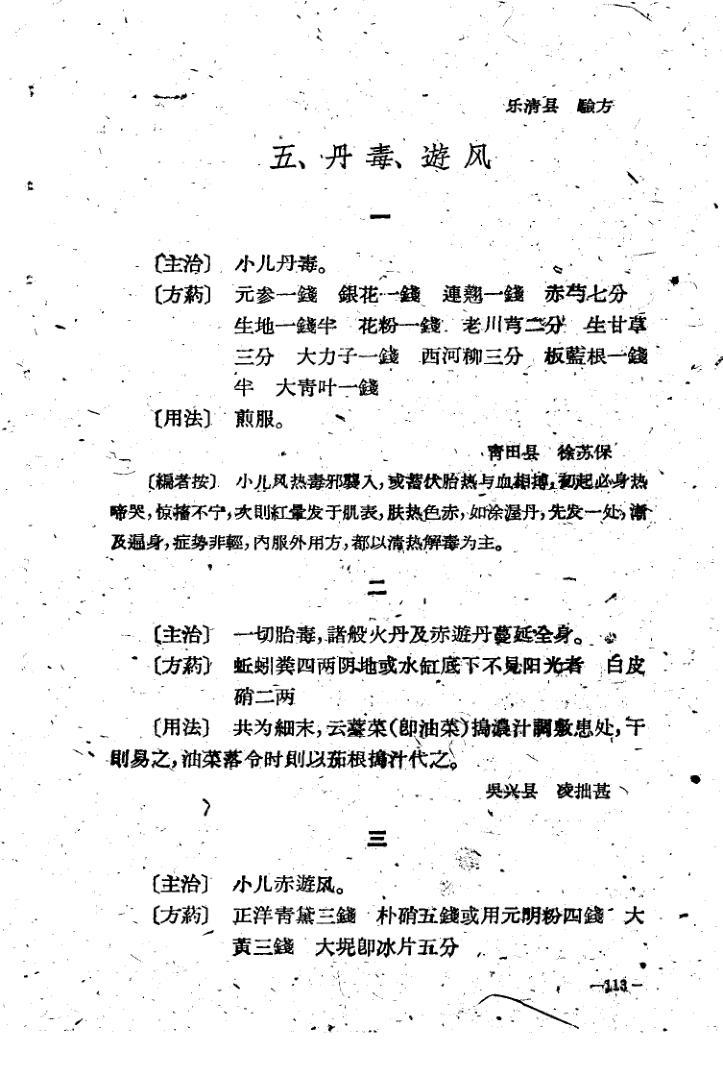 乐清县　驗方
五、丹毒、遊风
一
〔主治〕　小儿丹毒。
〔方葯〕　元参一錢　銀花一錢　連翹一錢　赤芍七分
生地一錢半　花粉一錢　老川芎二分　生甘草
三分　大力子一錢　西河柳三分　板藍根一錢
半　大青叶一錢
〔用法〕　煎服。
青田县　徐苏保
〔編者按〕　小儿风热毒邪襲入，或蓄伏胎热与血相搏，初起必身热
啼哭，惊搐不宁，次則紅暈发于肌表，肤热色赤，如涂湿丹，先发一处，漸
及遍身，症势非輕，內服外用方，都以清热解毒为主。
二
〔主治〕　一切胎毒，諸般火丹及赤遊丹蔓延全身。
〔方葯〕　蚯蚓粪四两阴地或水缸底下不見阳光者　白皮
硝二两
〔用法〕　共为細末，云薹菜（卽油菜）搗濃汁調敷患处，干
則易之，油菜落令时則以茄根搗汁代之。
吳兴县　凌拙甚
三
〔主治〕　小儿赤遊风。
〔方葯〕　正洋青黛三錢　朴硝五錢或用元明粉四錢　大
黃三錢　大坭卽冰片五分
—113—